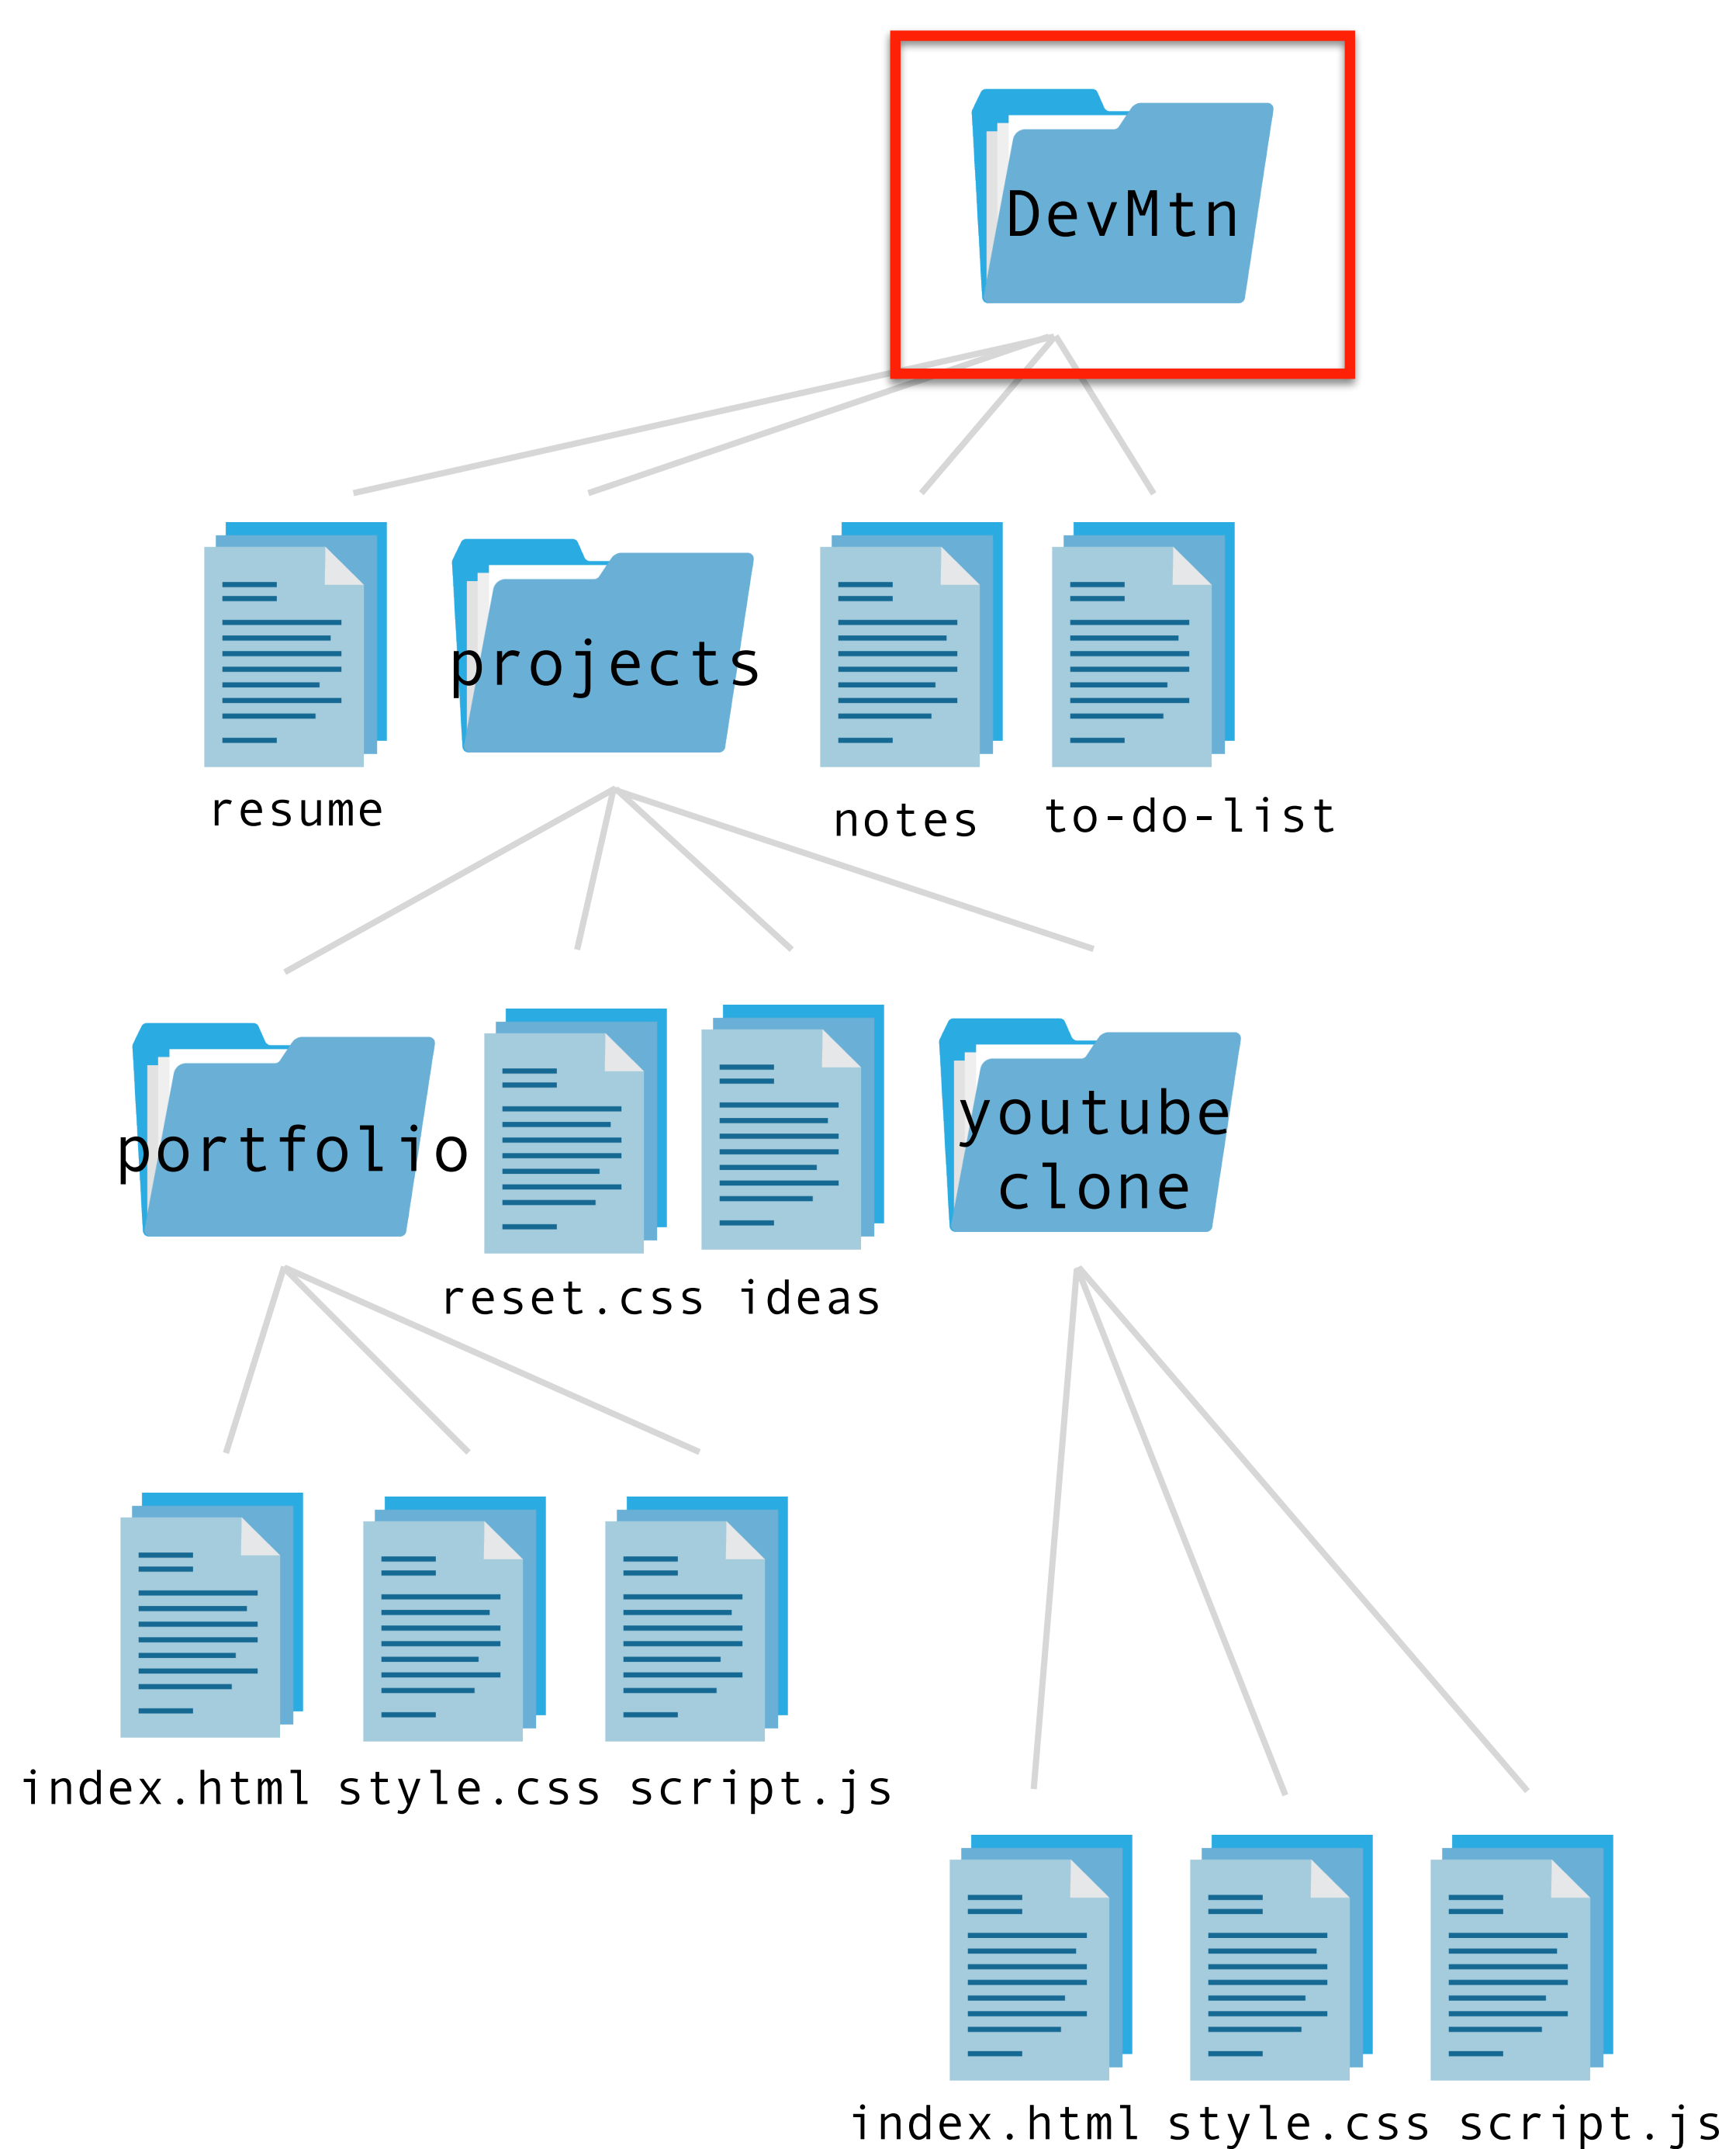 DevMtn
projects
resume
notes
to-do-list
portfolio
youtube
clone
reset.css
ideas
index.html
style.css
script.js
index.html
style.css
script.js